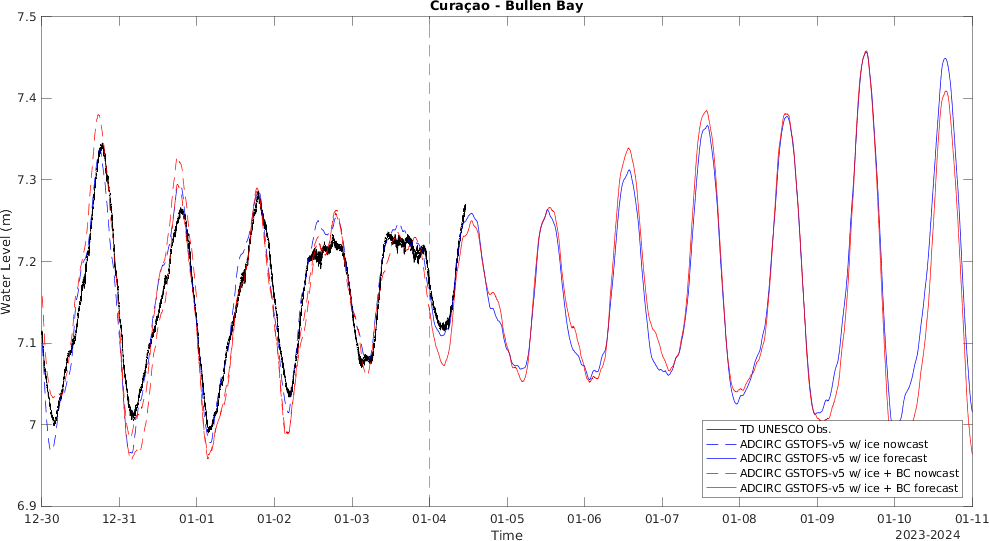 Curaçao - Bullen Bay
7.5
7.4
7.3
7.2
7.1
7
6.9
Water Level (m)
TD UNESCO Obs.
ADCIRC GSTOFS-v5 w/ ice nowcast
ADCIRC GSTOFS-v5 w/ ice forecast
ADCIRC GSTOFS-v5 w/ ice + BC nowcast
ADCIRC GSTOFS-v5 w/ ice + BC forecast
12-30 12-31 01-01 01-02 01-03 01-04 01-05 01-06 01-07 01-08 01-09 01-10 01-11
Time
2023-2024